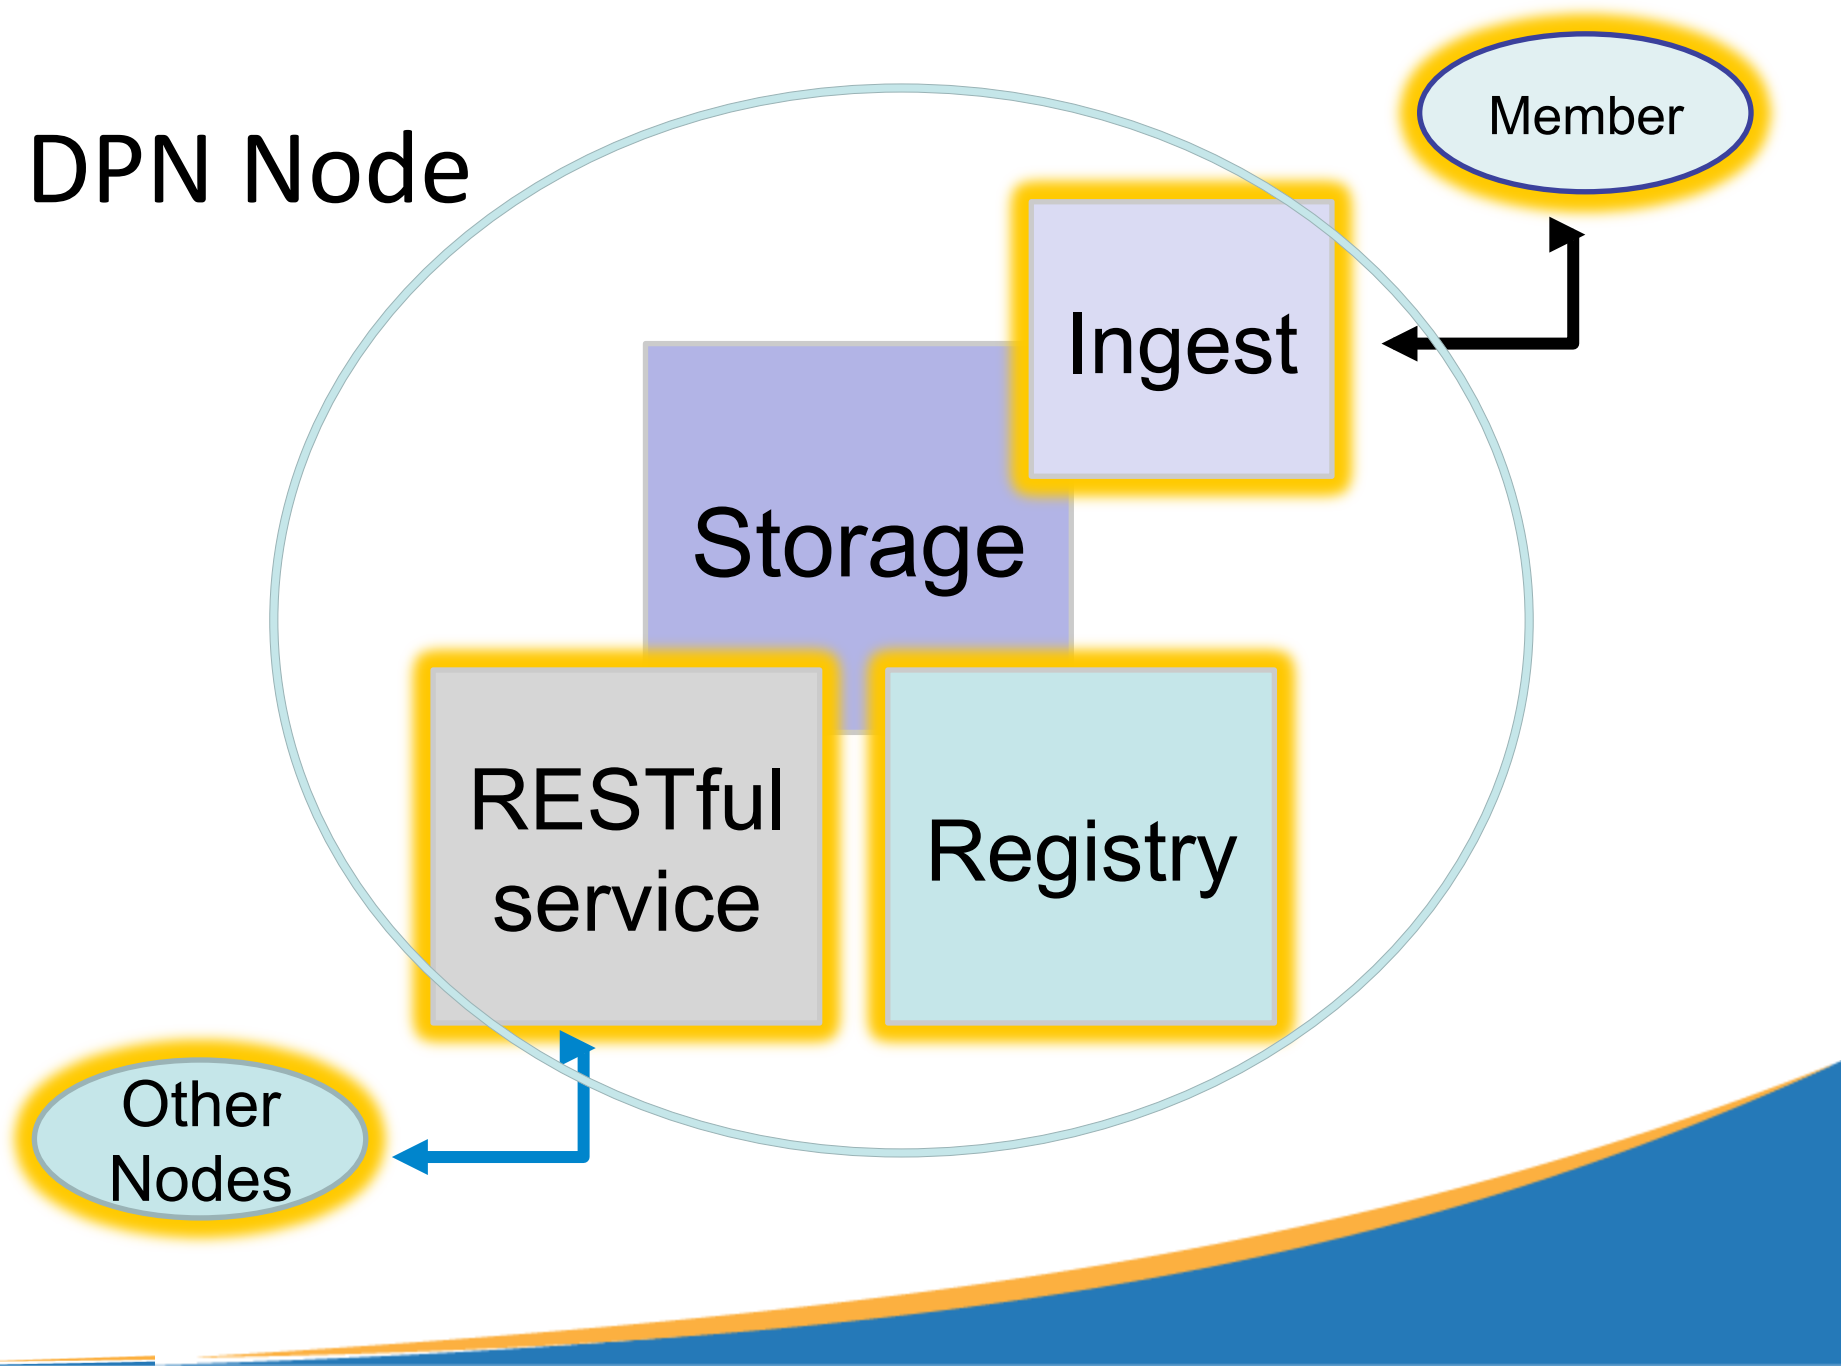 DPN Node
Member
Ingest
Storage
RESTful
service
Registry
Other
Nodes